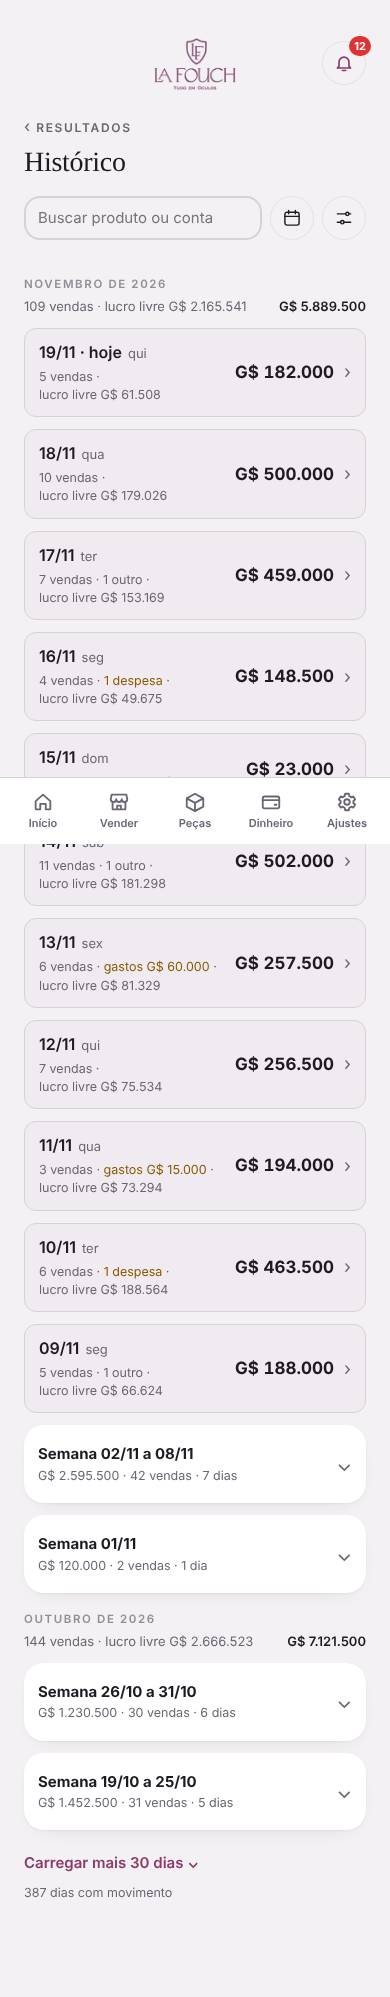 LA FOUCH
TUDO EM ÓCULOS
12
‹ RESULTADOS
Histórico
Buscar produto ou conta
NOVEMBRO DE 2026
109 vendas · lucro livre G$ 2.165.541 G$ 5.889.500
19/11 · hoje qui
5 vendas ·
lucro livre G$ 61.508
G$ 182.000
18/11 qua
10 vendas ·
lucro livre G$ 179.026
G$ 500.000
17/11 ter
7 vendas · 1 outro ·
lucro livre G$ 153.169
G$ 459.000
16/11 seg
4 vendas · 1 despesa ·
lucro livre G$ 49.675
G$ 148.500
15/11 dom
G$ 23.000
Início Vender Peças Dinheiro Ajustes
11 vendas · 1 outro ·
lucro livre G$ 181.298
G$ 502.000
13/11 sex
6 vendas · gastos G$ 60.000 ·
lucro livre G$ 81.329
G$ 257.500
12/11 qui
7 vendas ·
lucro livre G$ 75.534
G$ 256.500
11/11 qua
3 vendas · gastos G$ 15.000 ·
lucro livre G$ 73.294
G$ 194.000
10/11 ter
6 vendas · 1 despesa ·
lucro livre G$ 188.564
G$ 463.500
09/11 seg
5 vendas · 1 outro ·
lucro livre G$ 66.624
G$ 188.000
Semana 02/11 a 08/11
G$ 2.595.500 · 42 vendas · 7 dias
Semana 01/11
G$ 120.000 · 2 vendas · 1 dia
OUTUBRO DE 2026
144 vendas · lucro livre G$ 2.666.523 G$ 7.121.500
Semana 26/10 a 31/10
G$ 1.230.500 · 30 vendas · 6 dias
Semana 19/10 a 25/10
G$ 1.452.500 · 31 vendas · 5 dias
Carregar mais 30 dias
387 dias com movimento